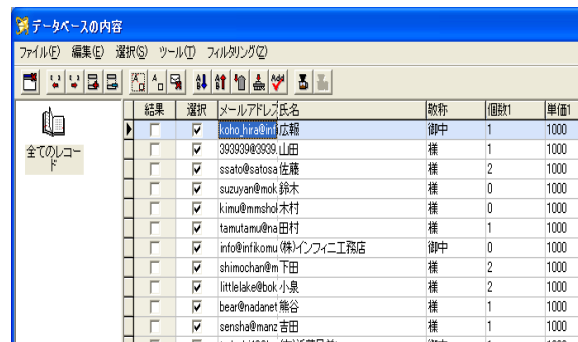 データベースの内容
ファイル(F) 編集(E) 選択(S) ツール(T) フィルタリング(Z)
全てのレコード
結果 選択 メールアドレス 氏名 敬称 個数1 単価1
koho_hira@inf 広報 御中 1 1000
393939@3939. 山田 様 1 1000
ssato@satosa 佐藤 様 2 1000
suzuyan@mok 鈴木 様 0 1000
kimu@mmsho 木村 様 0 1000
tamutamu@na 田村 様 1 1000
info@infikomu (株)インフィニ工務店 御中 0 1000
shimochan@m 下田 様 2 1000
littlelake@bok 小泉 様 2 1000
bear@nadanet 熊谷 様 1 1000
sensha@manz 吉田 様 1 1000